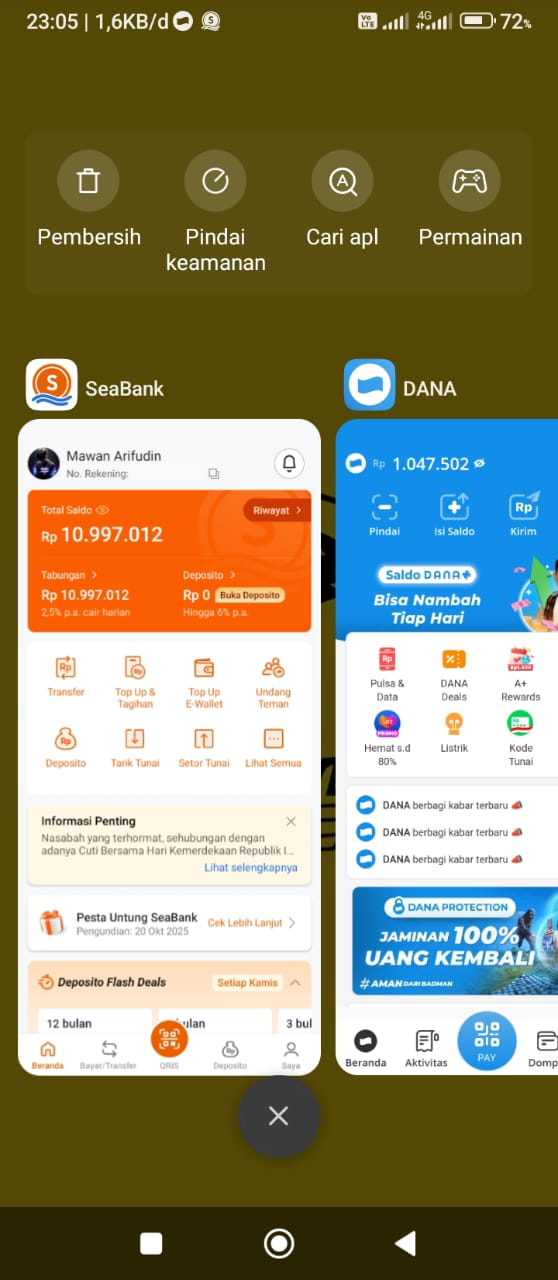 23:05 | 1,6KB/d
Vo LTE 4G 72%
Pembersih
Pindai keamanan
Cari apl
Permainan
SeaBank
Mawan Arifudin
No. Rekening:
Total Saldo
Riwayat
Rp 10.997.012
Tabungan
Deposito
Rp 10.997.012
Rp 0 Buka Deposito
2,5% p.a. cair harian
Hingga 6% p.a.
Transfer
Top Up & Tagihan
Top Up E-Wallet
Undang Teman
Deposito
Tarik Tunai
Setor Tunai
Lihat Semua
Informasi Penting
Nasabah yang terhormat, sehubungan dengan
adanya Cuti Bersama Hari Kemerdekaan Republik I...
Lihat selengkapnya
Pesta Untung SeaBank
Cek Lebih Lanjut
Pengundian: 20 Okt 2025
Deposito Flash Deals
Setiap Kamis
12 bulan
ulan
3 bul
Beranda
Bayar/Transfer
QRIS
Deposito
Saya
DANA
Rp 1.047.502
Pindai
Isi Saldo
Kirim
Saldo DANA+
Bisa Nambah
Tiap Hari
Pulsa & Data
DANA Deals
A+ Rewards
PROMO
Hemat s.d 80%
Listrik
Kode Tunai
DANA berbagi kabar terbaru
DANA berbagi kabar terbaru
DANA berbagi kabar terbaru
DANA PROTECTION
JAMINAN 100%
UANG KEMBALI
#AMAN DARI BADMAN
Beranda
Aktivitas
PAY
Domp